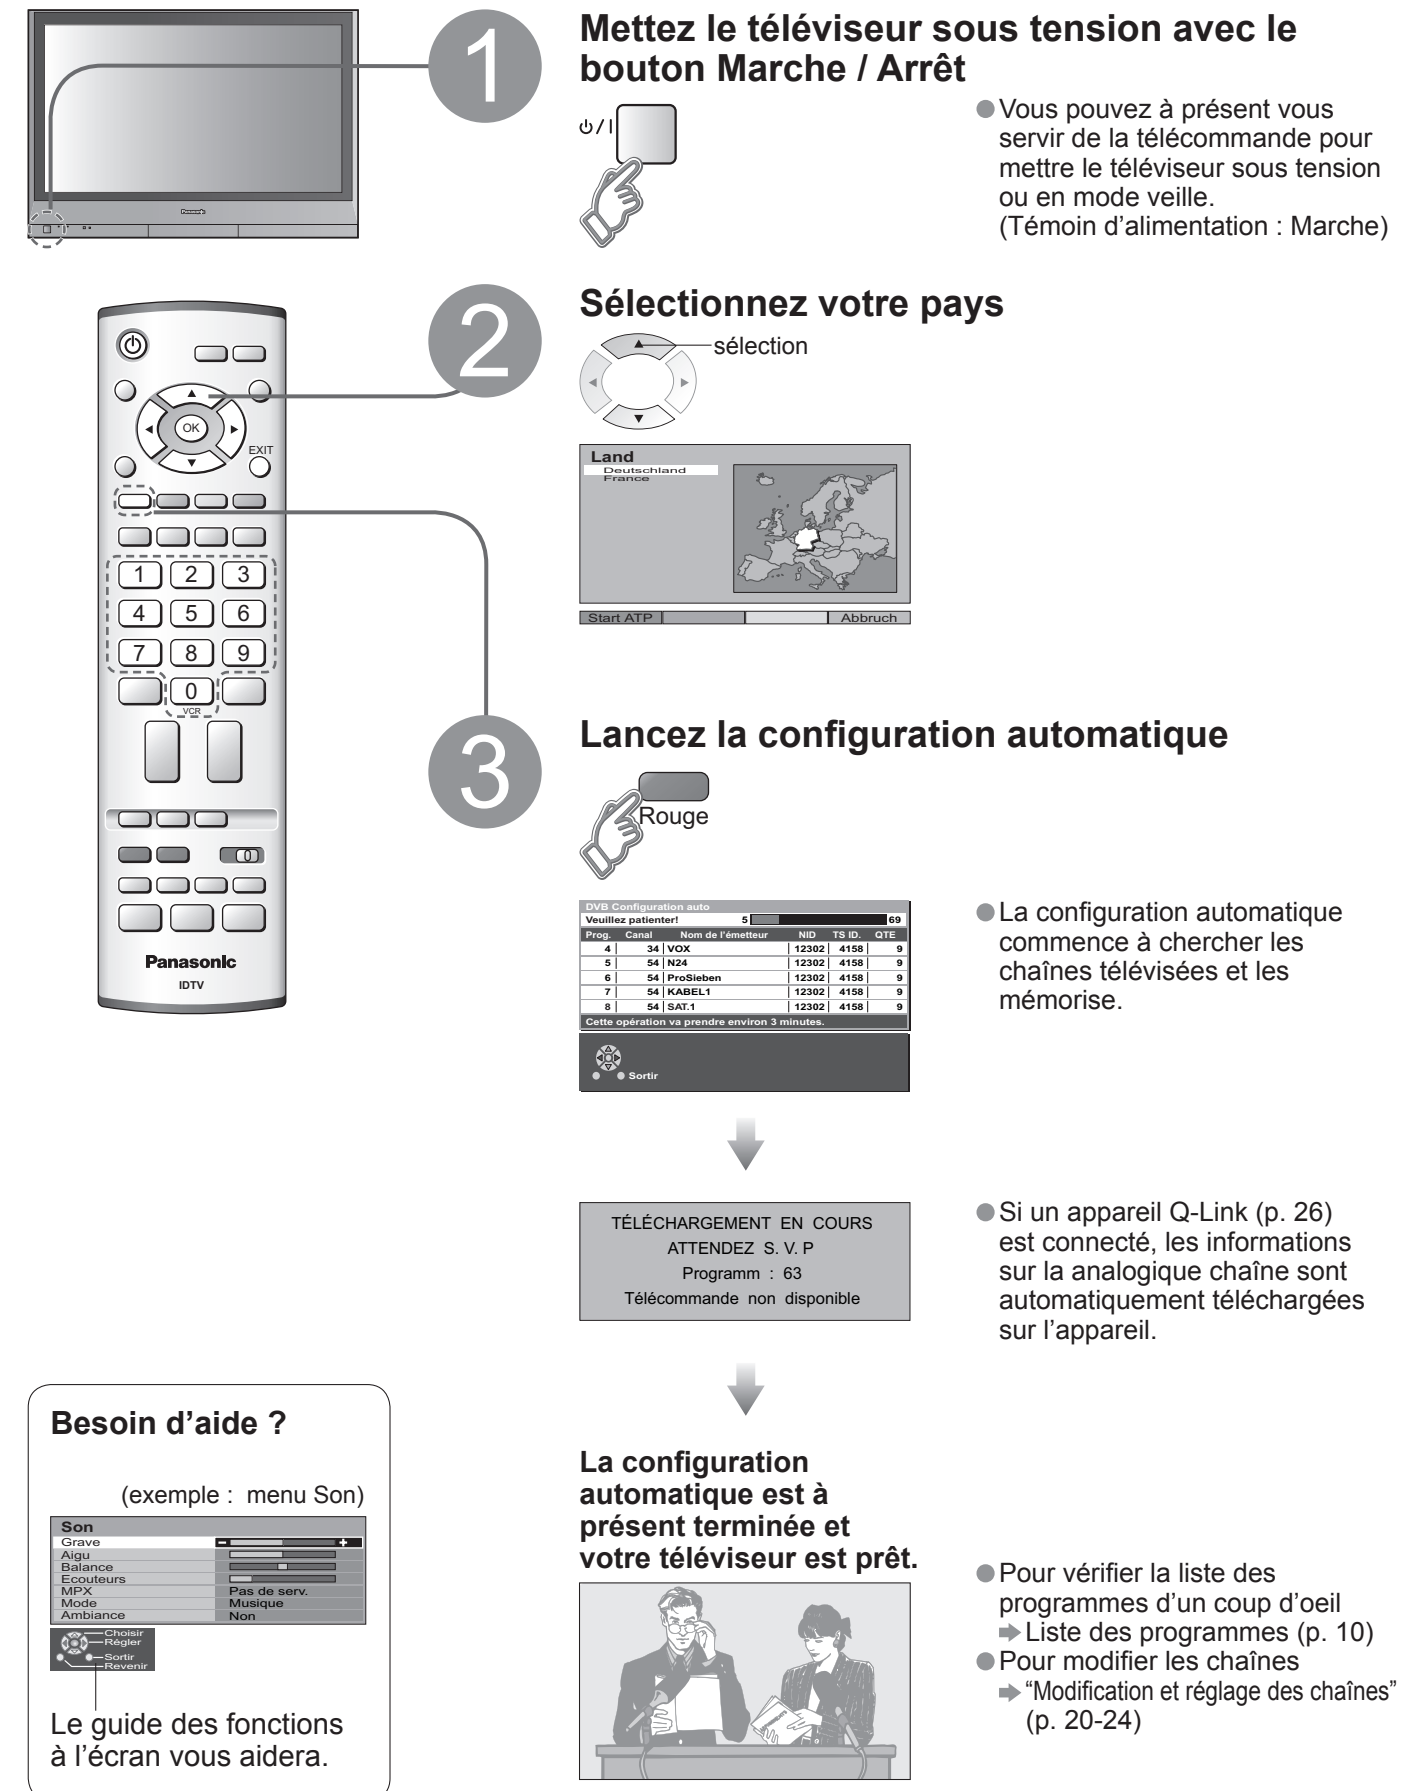 Panasonic
1
Mettez le téléviseur sous tension avec le
bouton Marche / Arrêt
⏻/I
● Vous pouvez à présent vous
servir de la télécommande pour
mettre le téléviseur sous tension
ou en mode veille.
(Témoin d'alimentation : Marche)
OK
EXIT
1 2 3
4 5 6
7 8 9
0
VCR
Panasonic
IDTV
2
Sélectionnez votre pays
sélection
Land
Deutschland
France
Start ATP Abbruch
3
Lancez la configuration automatique
Rouge
DVB Configuration auto
Veuillez patienter! 5 69
Prog. Canal Nom de l'émetteur NID TS ID. QTE
4 34 VOX 12302 4158 9
5 54 N24 12302 4158 9
6 54 ProSieben 12302 4158 9
7 54 KABEL1 12302 4158 9
8 54 SAT.1 12302 4158 9
Cette opération va prendre environ 3 minutes.
Sortir
● La configuration automatique
commence à chercher les
chaînes télévisées et les
mémorise.
TÉLÉCHARGEMENT EN COURS
ATTENDEZ S. V. P
Programm : 63
Télécommande non disponible
● Si un appareil Q-Link (p. 26)
est connecté, les informations
sur la analogique chaîne sont
automatiquement téléchargées
sur l'appareil.
La configuration
automatique est à
présent terminée et
votre téléviseur est prêt.
● Pour vérifier la liste des
programmes d'un coup d'oeil
➡ Liste des programmes (p. 10)
● Pour modifier les chaînes
➡ “Modification et réglage des chaînes”
(p. 20-24)
Besoin d'aide ?
(exemple : menu Son)
Son
Grave - +
Aigu
Balance
Ecouteurs
MPX Pas de serv.
Mode Musique
Ambiance Non
Choisir
Régler
Sortir
Revenir
Le guide des fonctions
à l'écran vous aidera.